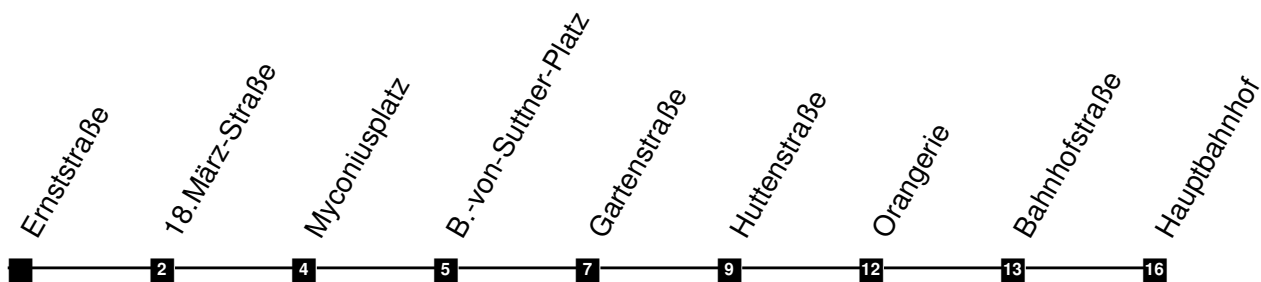 Ernststraße
18.März-Straße
Myconiusplatz
B.-von-Suttner-Platz
Gartenstraße
Huttenstraße
Orangerie
Bahnhofstraße
Hauptbahnhof
2 4 5 7 9 12 13 16